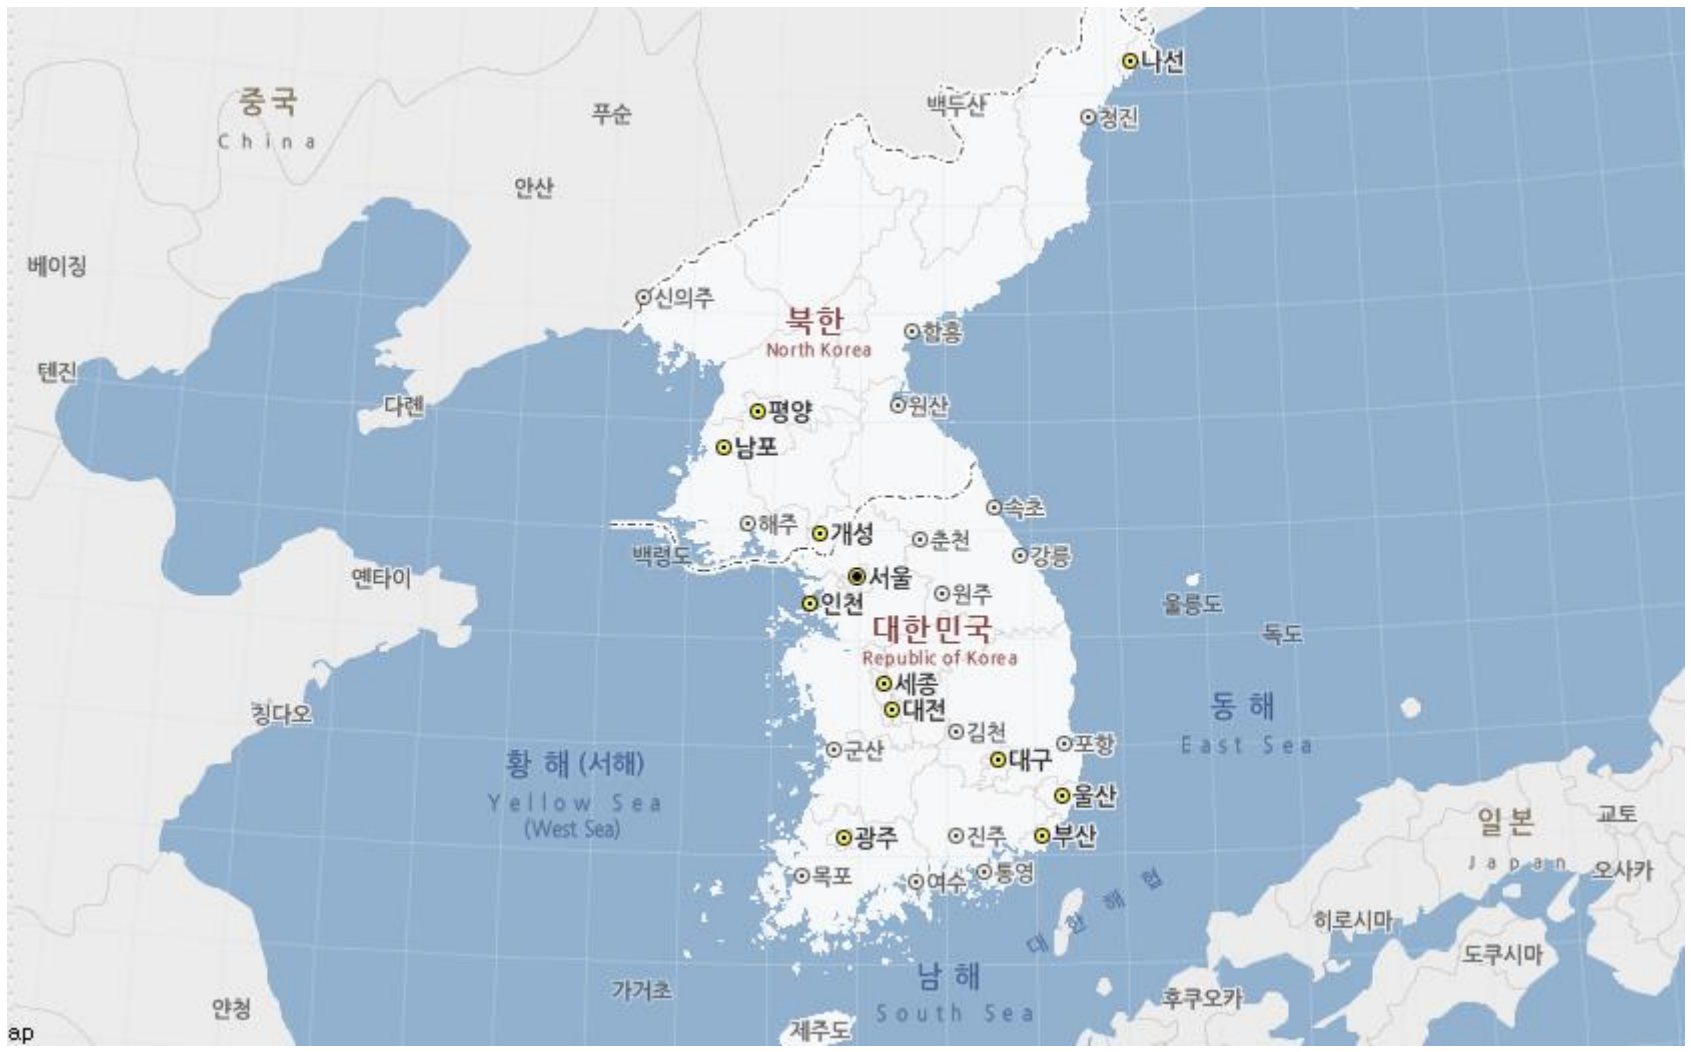 나선
중국
China
푸순
백두산
청진
안산
베이징
신의주
북한
North Korea
함흥
텐진
다롄
평양
원산
남포
속초
해주
개성
춘천
백령도
강릉
옌타이
서울
인천
원주
울릉도
대한민국
독도
Republic of Korea
세종
대전
칭다오
동해
East Sea
김천
포항
군산
대구
황해(서해)
Yellow Sea
(West Sea)
울산
일본
Japan
교토
광주
진주
부산
오사카
목포
여수
통영
대한해협
히로시마
도쿠시마
남해
South Sea
가거초
후쿠오카
안청
제주도
ap